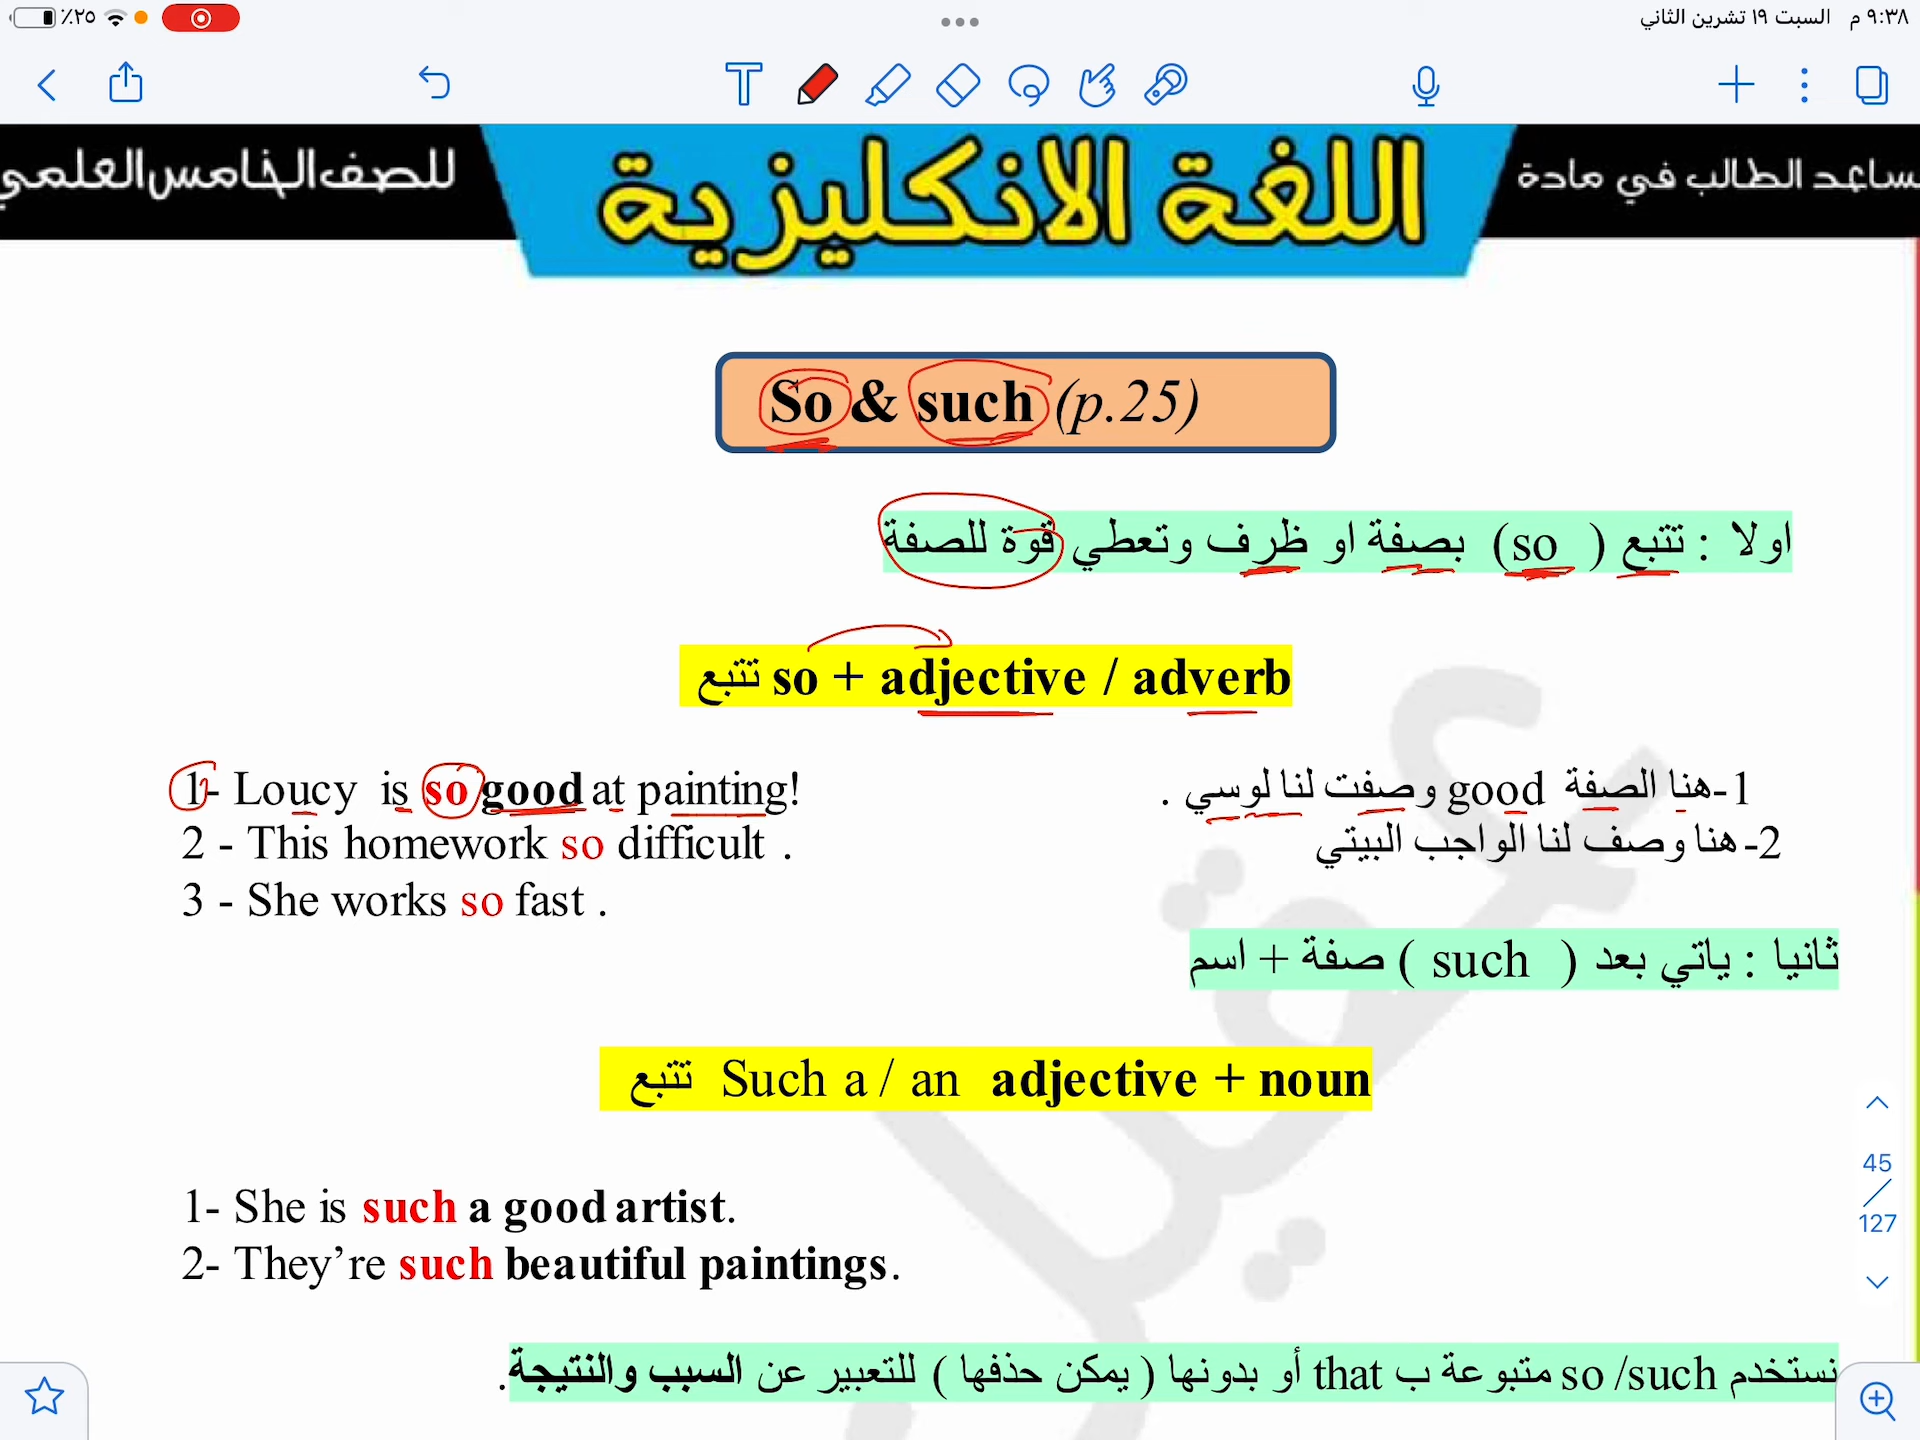 ٩:٣٨ م السبت ١٩ تشرين الثاني
٪٢٥
ساعد الطالب في مادة
اللغة الانكليزية
للصف الخامس العلمي
So & such (p.25)
اولا : تتبع ( so ) بصفة او ظرف وتعطي قوة للصفة
تتبع so + adjective / adverb
1- Loucy is so good at painting!
1-هنا الصفة good وصفت لنا لوسي .
2 - This homework so difficult .
2-هنا وصف لنا الواجب البيتي
3 - She works so fast .
ثانيا : ياتي بعد ( such ) صفة + اسم
تتبع Such a / an adjective + noun
1- She is such a good artist.
2- They’re such beautiful paintings.
نستخدم so /such متبوعة ب that أو بدونها ( يمكن حذفها ) للتعبير عن السبب والنتيجة.
45
127